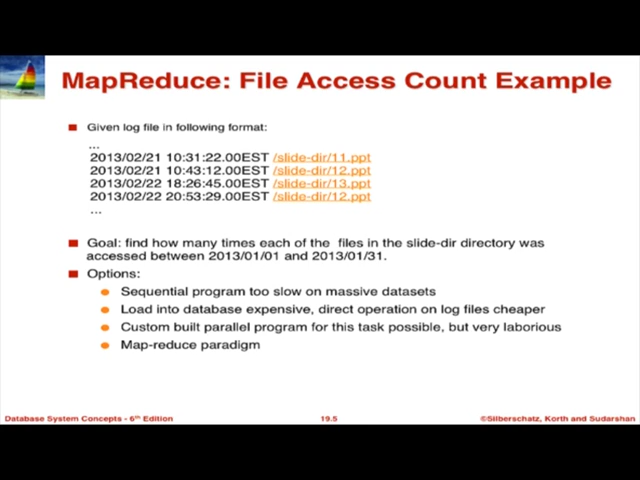 MapReduce: File Access Count Example
Given log file in following format:
...
2013/02/21 10:31:22.00EST /slide-dir/11.ppt
2013/02/21 10:43:12.00EST /slide-dir/12.ppt
2013/02/22 18:26:45.00EST /slide-dir/13.ppt
2013/02/22 20:53:29.00EST /slide-dir/12.ppt
...
Goal: find how many times each of the files in the slide-dir directory was
accessed between 2013/01/01 and 2013/01/31.
Options:
Sequential program too slow on massive datasets
Load into database expensive, direct operation on log files cheaper
Custom built parallel program for this task possible, but very laborious
Map-reduce paradigm
Database System Concepts - 6th Edition
19.5
©Silberschatz, Korth and Sudarshan